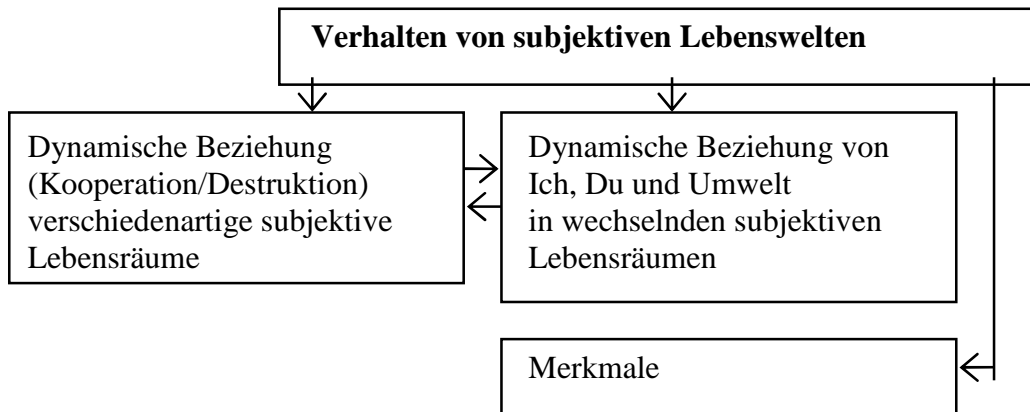 Verhalten von subjektiven Lebenswelten
Dynamische Beziehung
(Kooperation/Destruktion)
verschiedenartige subjektive
Lebensräume
Dynamische Beziehung von
Ich, Du und Umwelt
in wechselnden subjektiven
Lebensräumen
Merkmale